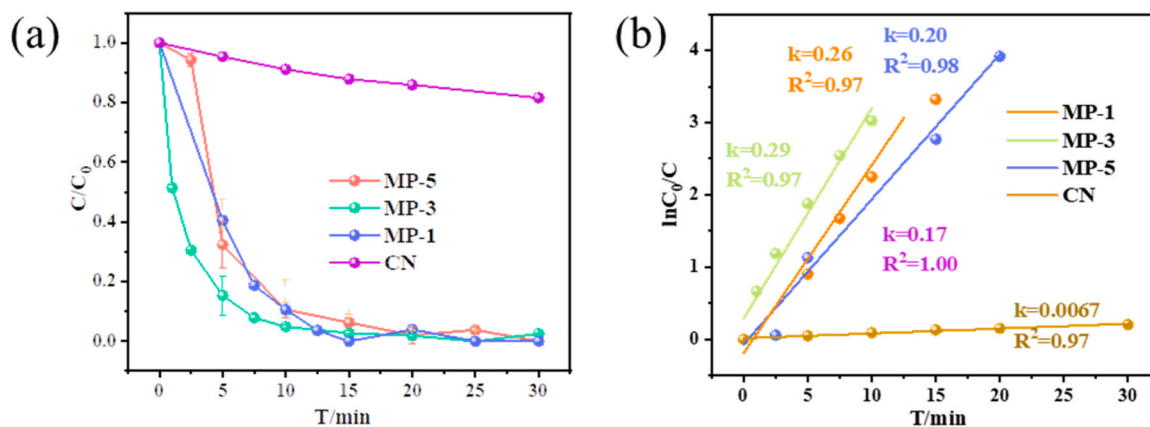 (a)
1.0
0.8
0.6
0.4
0.2
0.0
C/C₀
MP-5
MP-3
MP-1
CN
0
5
10
15
20
25
30
T/min
(b)
4
3
2
1
0
lnC₀/C
k=0.26
R²=0.97
k=0.20
R²=0.98
k=0.29
R²=0.97
MP-1
MP-3
MP-5
CN
k=0.17
R²=1.00
k=0.0067
R²=0.97
0
5
10
15
20
25
30
T/min